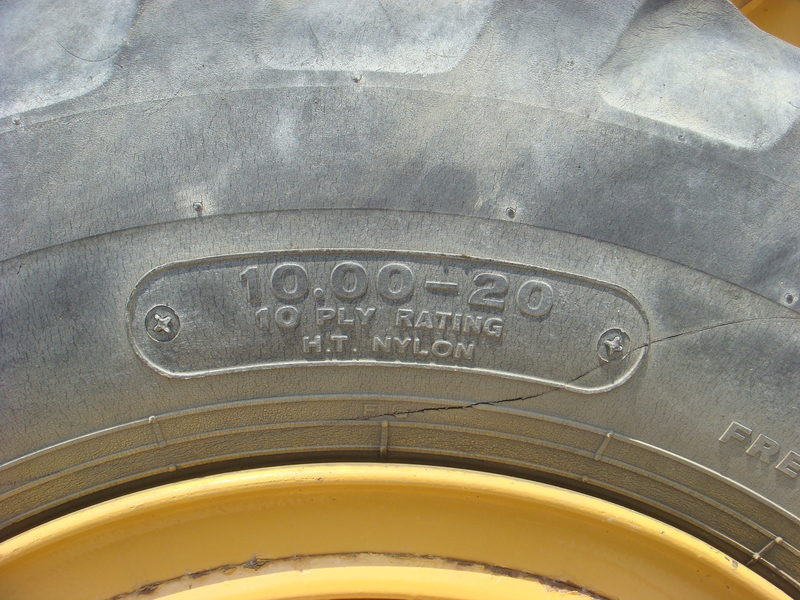 10.00-20
10 PLY RATING
H.T. NYLON